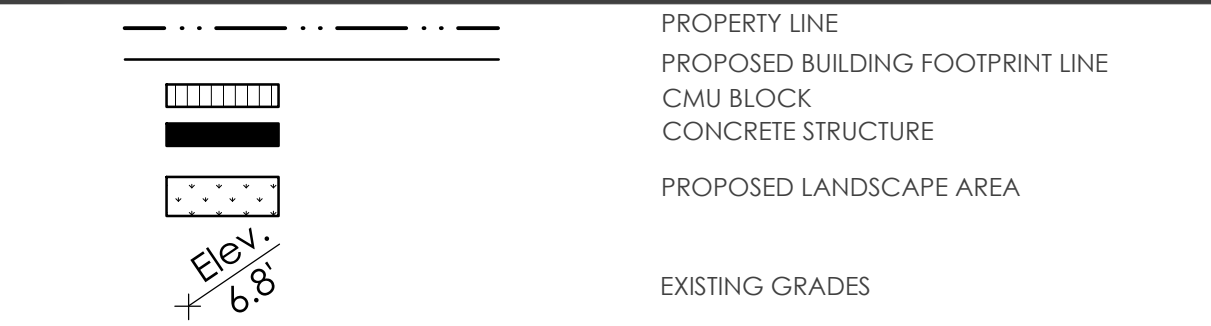 PROPERTY LINE
PROPOSED BUILDING FOOTPRINT LINE
CMU BLOCK
CONCRETE STRUCTURE
PROPOSED LANDSCAPE AREA
Elev.
6.8'
EXISTING GRADES